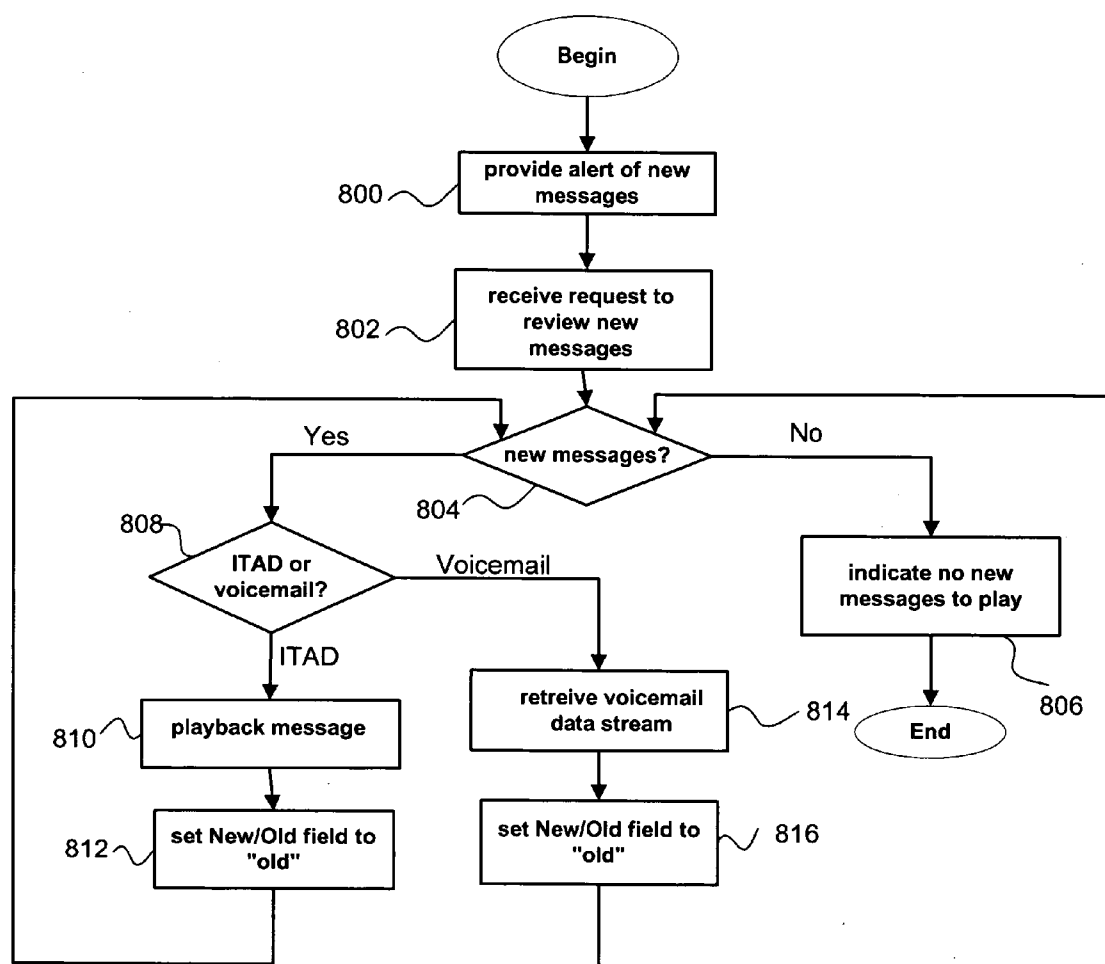 Begin
provide alert of new
messages
800
receive request to
review new
messages
802
Yes
new messages?
No
804
808
ITAD or
voicemail?
Voicemail
indicate no new
messages to play
806
ITAD
End
810
playback message
retreive voicemail
data stream
814
812
set New/Old field to
"old"
set New/Old field to
"old"
816